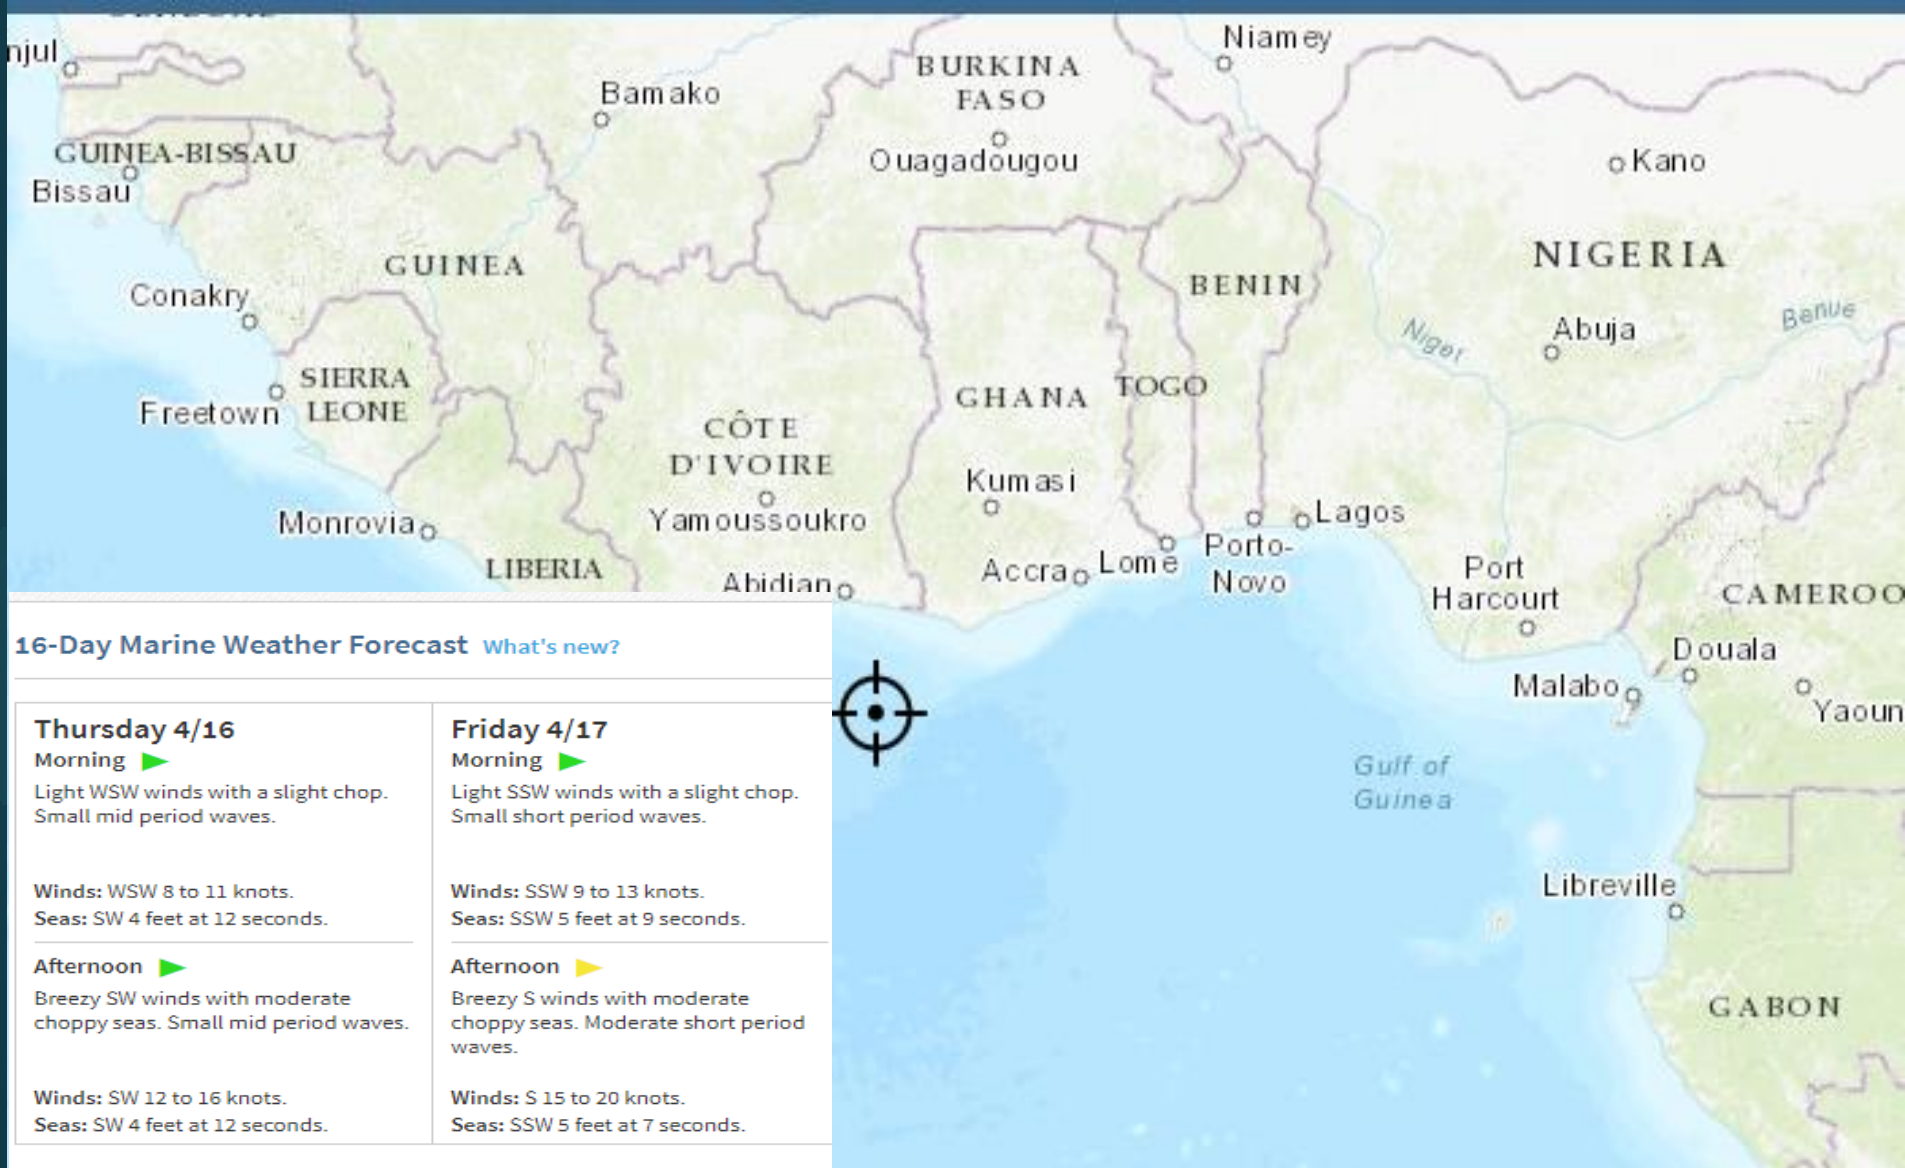 njul
Niamey
BURKINA
FASO
Bamako
Ouagadougou
Kano
GUINEA-BISSAU
Bissau
NIGERIA
GUINEA
BENIN
Conakry
Benue
Niger
Abuja
SIERRA
LEONE
Freetown
GHANA
TOGO
CÔTE
D'IVOIRE
Kumasi
Yamoussoukro
Monrovia
Lagos
LIBERIA
Abidjan
Accra
Lomé
Porto-
Novo
Port
Harcourt
CAMEROO
Douala
Malabo
Yaoun
Gulf of
Guinea
Libreville
GABON
16-Day Marine Weather Forecast What's new?
Thursday 4/16
Morning
Light WSW winds with a slight chop.
Small mid period waves.
Winds: WSW 8 to 11 knots.
Seas: SW 4 feet at 12 seconds.
Afternoon
Breezy SW winds with moderate
choppy seas. Small mid period waves.
Winds: SW 12 to 16 knots.
Seas: SW 4 feet at 12 seconds.
Friday 4/17
Morning
Light SSW winds with a slight chop.
Small short period waves.
Winds: SSW 9 to 13 knots.
Seas: SSW 5 feet at 9 seconds.
Afternoon
Breezy S winds with moderate
choppy seas. Moderate short period
waves.
Winds: S 15 to 20 knots.
Seas: SSW 5 feet at 7 seconds.